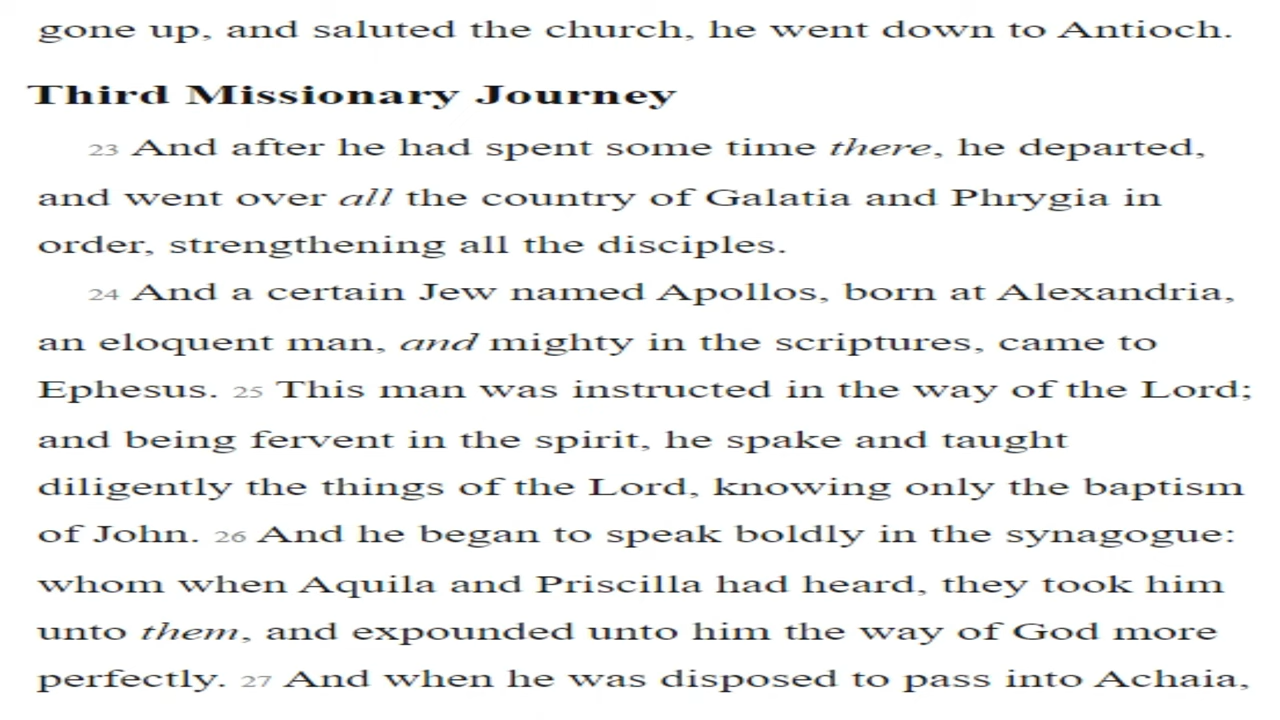 gone up, and saluted the church, he went down to Antioch.
Third Missionary Journey
23 And after he had spent some time there, he departed,
and went over all the country of Galatia and Phrygia in
order, strengthening all the disciples.
24 And a certain Jew named Apollos, born at Alexandria,
an eloquent man, and mighty in the scriptures, came to
Ephesus. 25 This man was instructed in the way of the Lord;
and being fervent in the spirit, he spake and taught
diligently the things of the Lord, knowing only the baptism
of John. 26 And he began to speak boldly in the synagogue:
whom when Aquila and Priscilla had heard, they took him
unto them, and expounded unto him the way of God more
perfectly. 27 And when he was disposed to pass into Achaia,